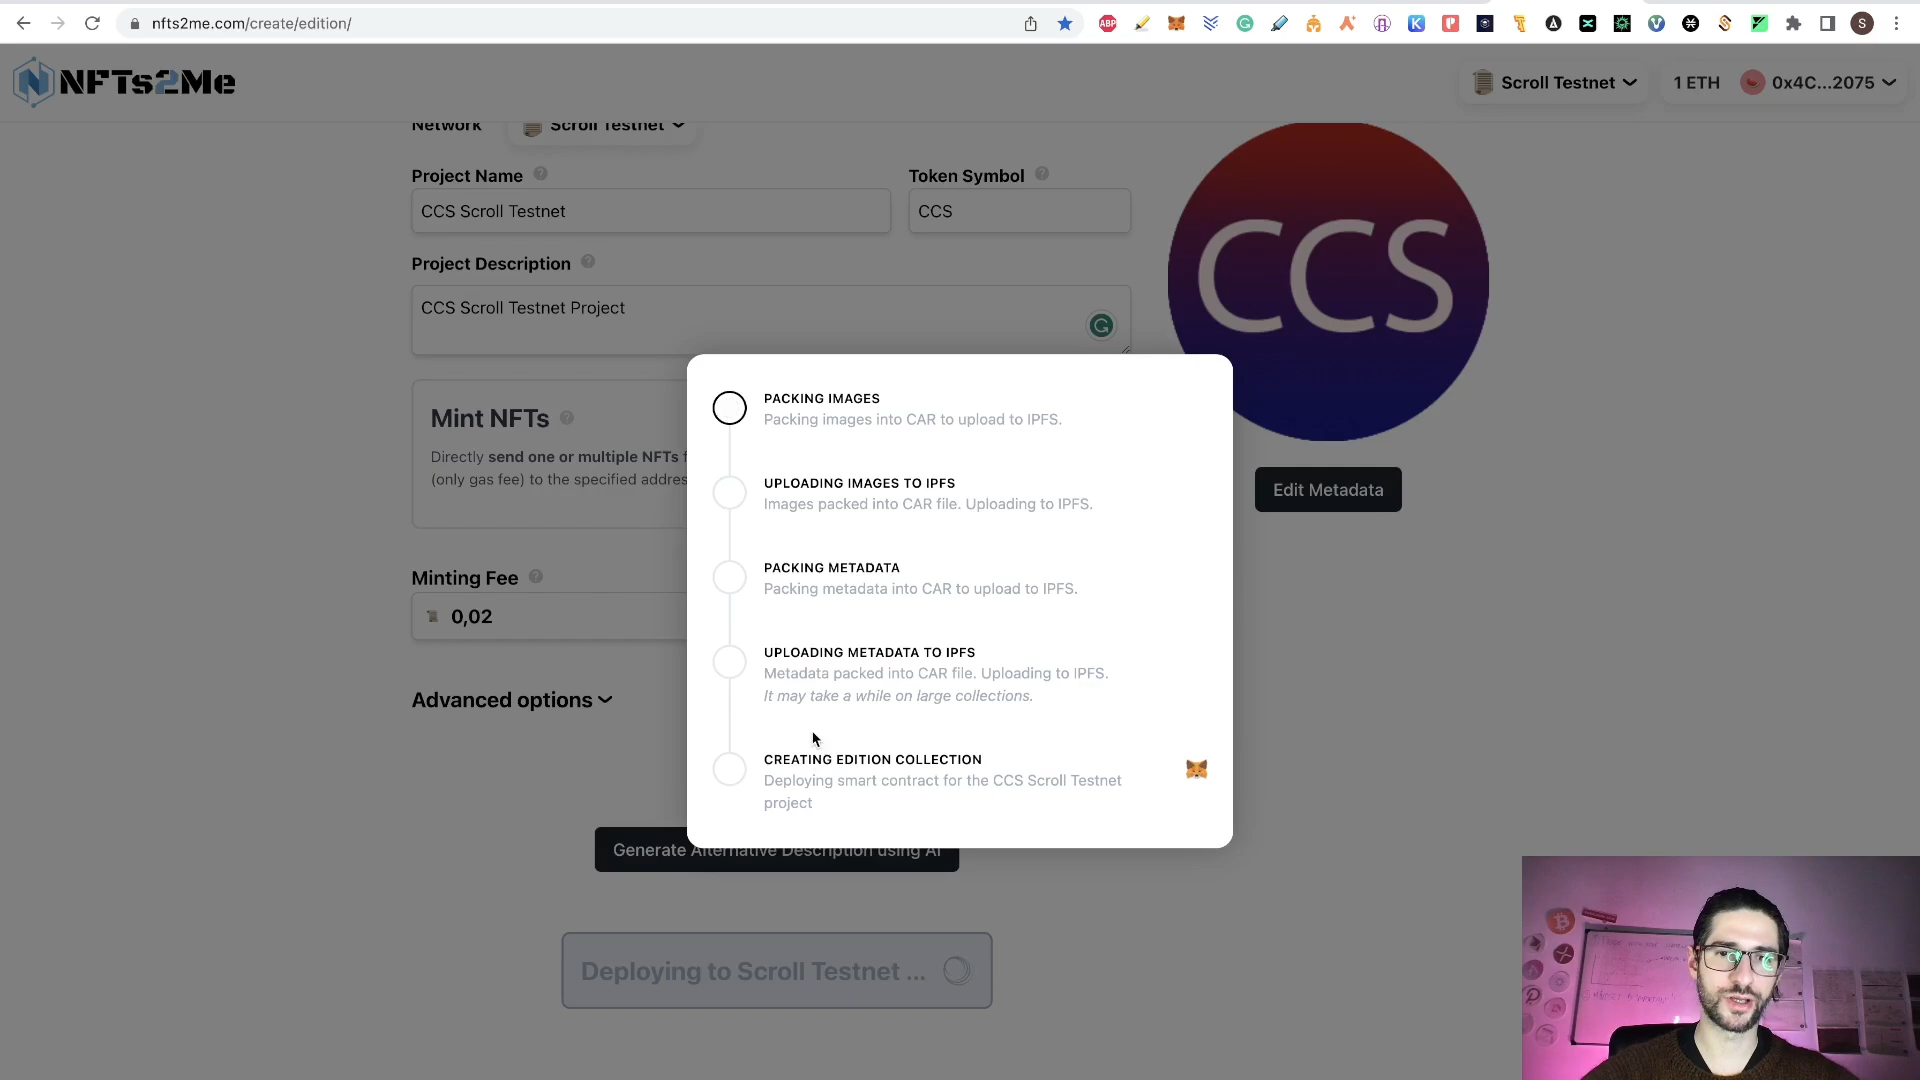 nfts2me.com/create/edition/
ABP
S
NFTs2Me
Scroll Testnet
1 ETH
0x4C...2075
Network
Scroll Testnet
Project Name
Token Symbol
CCS Scroll Testnet
CCS
Project Description
CCS Scroll Testnet Project
CCS
Mint NFTs
Directly send one or multiple NFTs
(only gas fee) to the specified
Edit Metadata
Minting Fee
0,02
Advanced options
PACKING IMAGES
Packing images into CAR to upload to IPFS.
UPLOADING IMAGES TO IPFS
Images packed into CAR file. Uploading to IPFS.
PACKING METADATA
Packing metadata into CAR to upload to IPFS.
UPLOADING METADATA TO IPFS
Metadata packed into CAR file. Uploading to IPFS.
It may take a while on large collections.
CREATING EDITION COLLECTION
Deploying smart contract for the CCS Scroll Testnet
project
Generate Alternative Description using AI
Deploying to Scroll Testnet ...